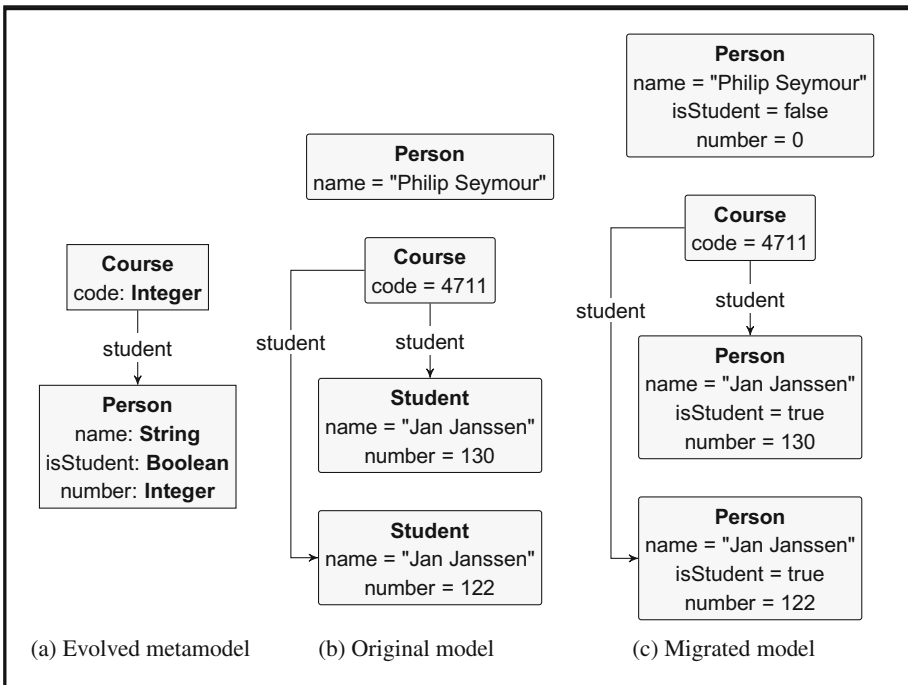 Course
code: Integer
student
Person
name: String
isStudent: Boolean
number: Integer
(a) Evolved metamodel
Person
name = "Philip Seymour"
Course
code = 4711
student
student
Student
name = "Jan Janssen"
number = 130
Student
name = "Jan Janssen"
number = 122
(b) Original model
Person
name = "Philip Seymour"
isStudent = false
number = 0
Course
code = 4711
student
student
Person
name = "Jan Janssen"
isStudent = true
number = 130
Person
name = "Jan Janssen"
isStudent = true
number = 122
(c) Migrated model